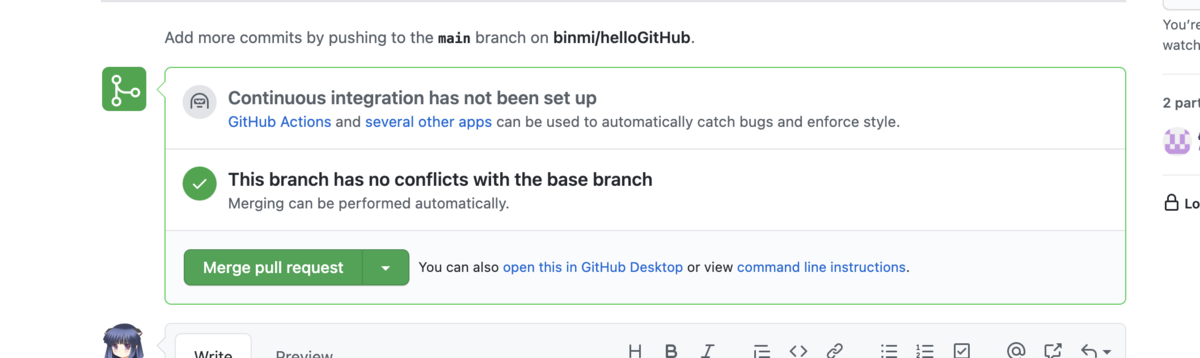 You're
Add more commits by pushing to the main branch on binmi/helloGitHub.
watch
Continuous integration has not been set up
2 part
GitHub Actions and several other apps can be used to automatically catch bugs and enforce style.
This branch has no conflicts with the base branch
Merging can be performed automatically.
Lo
Merge pull request
You can also open this in GitHub Desktop or view command line instructions.
Write Preview H B I